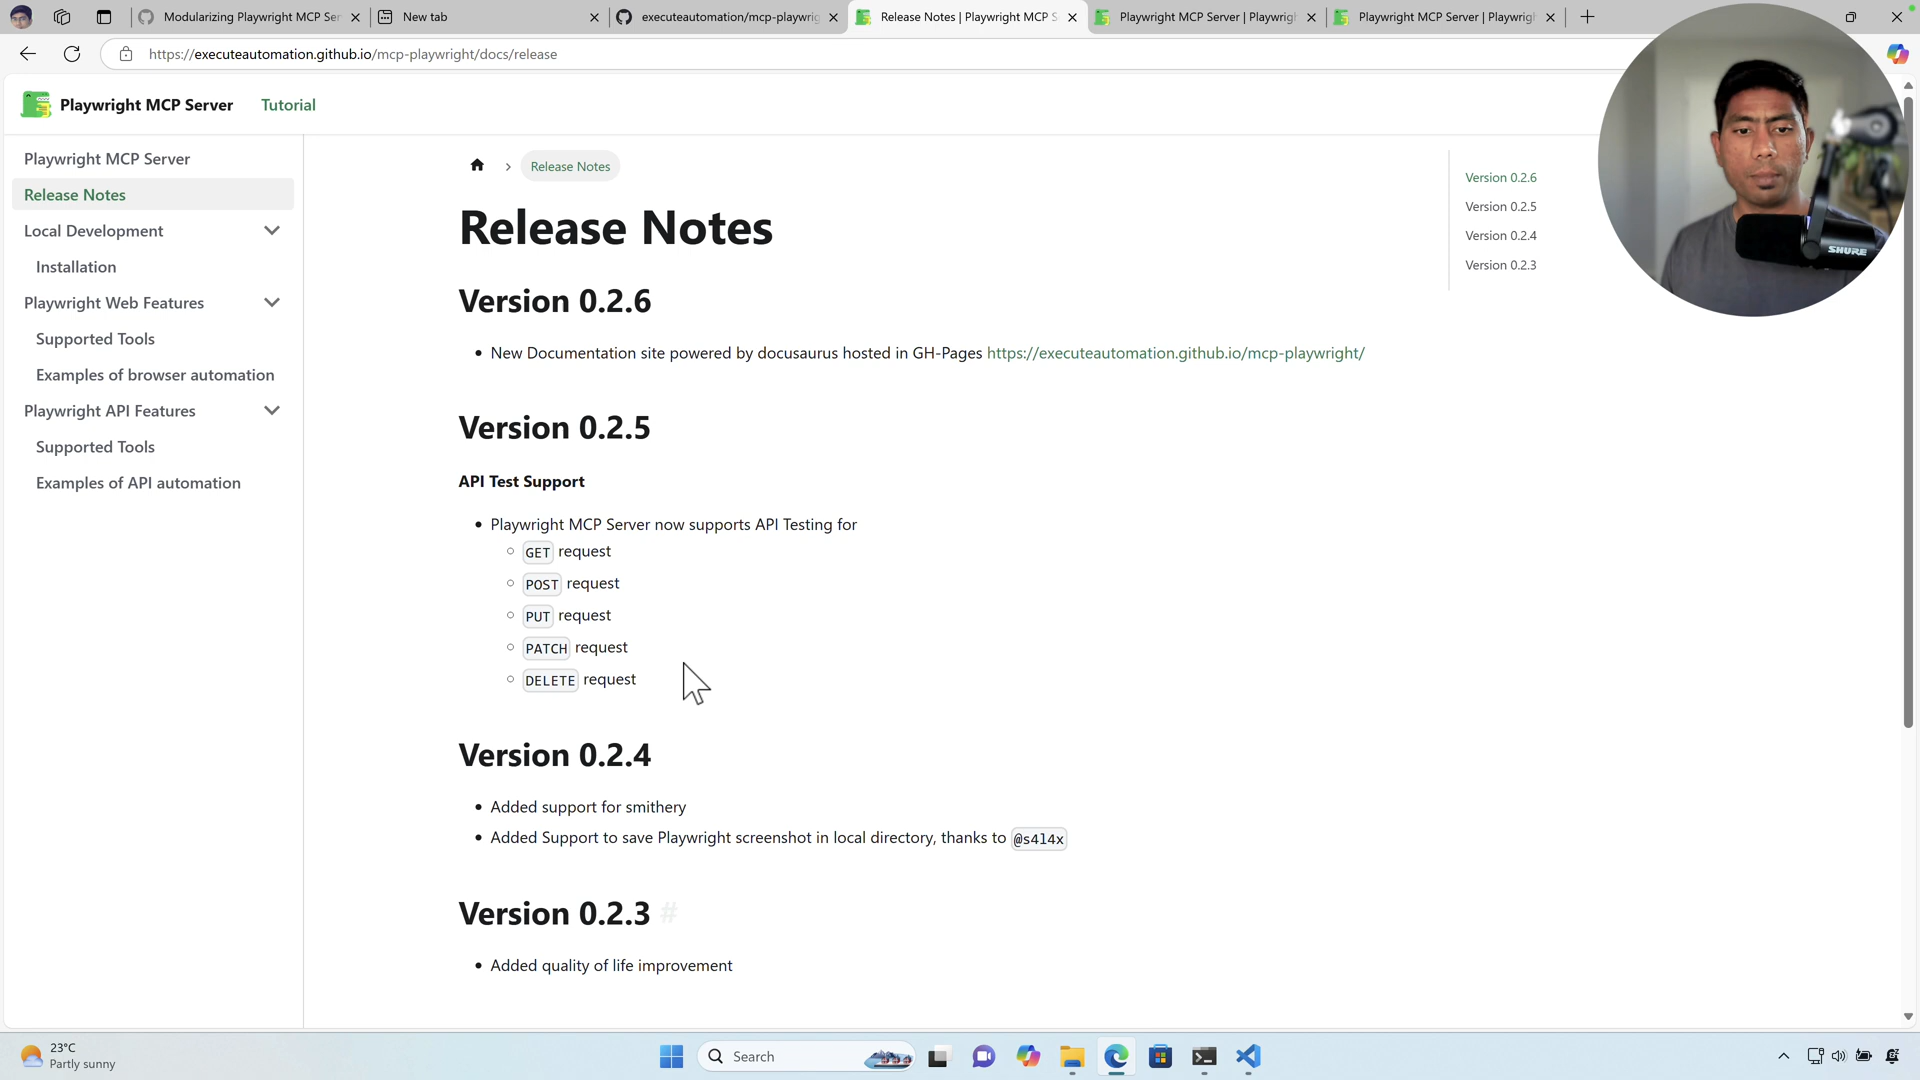 Modularizing Playwright MCP Ser
New tab
executeautomation/mcp-playwrig
Release Notes | Playwright MCP S
Playwright MCP Server | Playwrig
Playwright MCP Server | Playwrig
https://executeautomation.github.io/mcp-playwright/docs/release
Playwright MCP Server
Tutorial
Playwright MCP Server
Release Notes
Local Development
Installation
Playwright Web Features
Supported Tools
Examples of browser automation
Playwright API Features
Supported Tools
Examples of API automation
Release Notes
Release Notes
Version 0.2.6
New Documentation site powered by docusaurus hosted in GH-Pages https://executeautomation.github.io/mcp-playwright/
Version 0.2.5
API Test Support
Playwright MCP Server now supports API Testing for
GET request
POST request
PUT request
PATCH request
DELETE request
Version 0.2.4
Added support for smithery
Added Support to save Playwright screenshot in local directory, thanks to @s4l4x
Version 0.2.3 #
Added quality of life improvement
Version 0.2.6
Version 0.2.5
Version 0.2.4
Version 0.2.3
SHURE
23°C
Partly sunny
Search